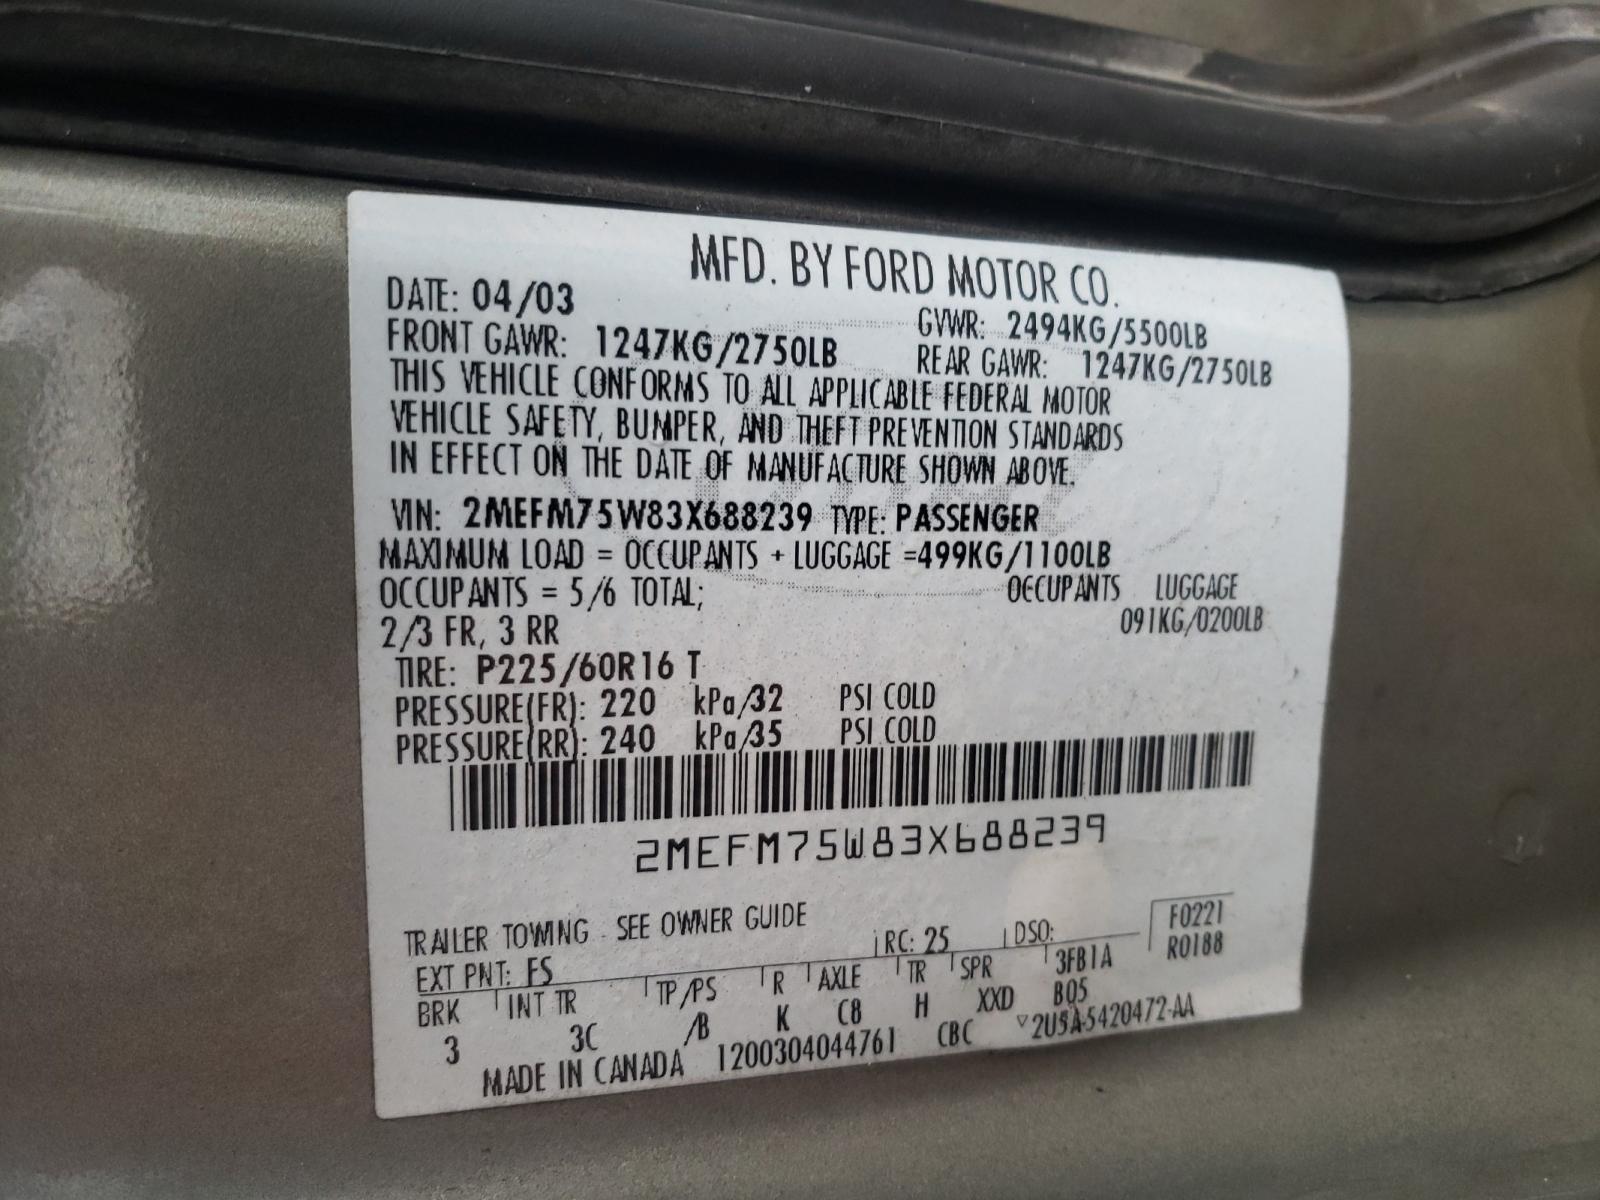 MFD. BY FORD MOTOR CO.
DATE: 04/03 GVWR: 2494KG/5500LB
FRONT GAWR: 1247KG/2750LB REAR GAWR: 1247KG/2750LB
THIS VEHICLE CONFORMS TO ALL APPLICABLE FEDERAL MOTOR
VEHICLE SAFETY, BUMPER, AND THEFT PREVENTION STANDARDS
IN EFFECT ON THE DATE OF MANUFACTURE SHOWN ABOVE.
VIN: 2MEFM75W83X688239 TYPE: PASSENGER
MAXIMUM LOAD = OCCUPANTS + LUGGAGE =499KG/1100LB
OCCUPANTS = 5/6 TOTAL; OCCUPANTS LUGGAGE
2/3 FR, 3 RR 091KG/0200LB
TIRE: P225/60R16 T
PRESSURE(FR): 220 kPa/32 PSI COLD
PRESSURE(RR): 240 kPa/35 PSI COLD
2MEFM75W83X688239
TRAILER TOWING - SEE OWNER GUIDE
F0221
EXT PNT: FS RC: 25 DSO: R0188
BRK INT TR TP/PS R AXLE TR SPR 3FB1A
3 3C /B K C8 H XXD B05
MADE IN CANADA 1200304044761 CBC ▽2U5A-5420472-AA